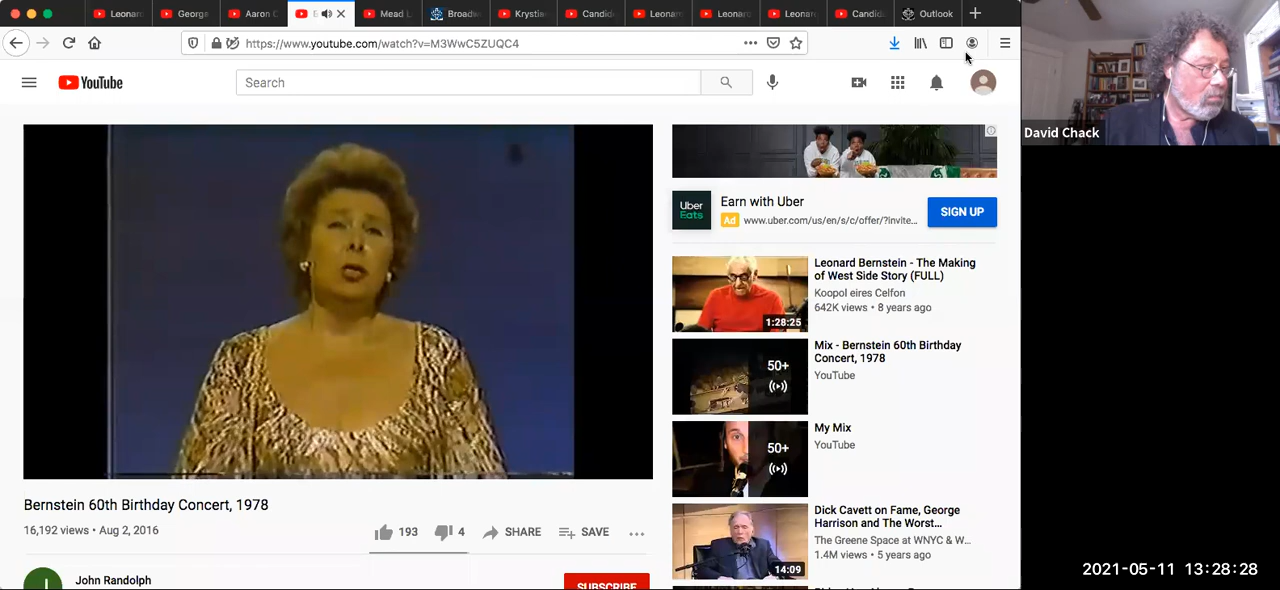 Leonard
George
Aaron C
Mead L
Broadw
Krystia
Candid
Leonar
Leonar
Leonar
Candid
Outlook
https://www.youtube.com/watch?v=M3WwC5ZUQC4
YouTube
Search
David Chack
Uber
Eats
Earn with Uber
Ad www.uber.com/us/en/s/c/offer/?invite...
SIGN UP
Leonard Bernstein - The Making
of West Side Story (FULL)
Koopol eires Celfon
642K views • 8 years ago
1:28:25
Mix - Bernstein 60th Birthday
Concert, 1978
YouTube
50+
My Mix
YouTube
50+
Dick Cavett on Fame, George
Harrison and The Worst...
The Greene Space at WNYC & W...
1.4M views • 5 years ago
14:09
Bernstein 60th Birthday Concert, 1978
16,192 views • Aug 2, 2016
193
4
SHARE
SAVE
J
John Randolph
SUBSCRIBE
2021-05-11 13:28:28